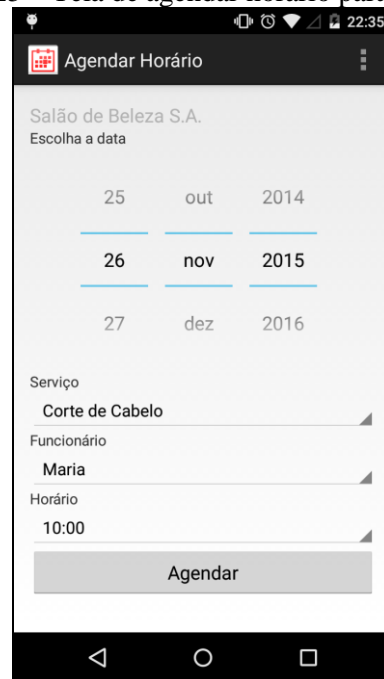 Tela de agendar horário
22:35
Agendar Horário
Salão de Beleza S.A.
Escolha a data
25 out 2014
26 nov 2015
27 dez 2016
Serviço
Corte de Cabelo
Funcionário
Maria
Horário
10:00
Agendar